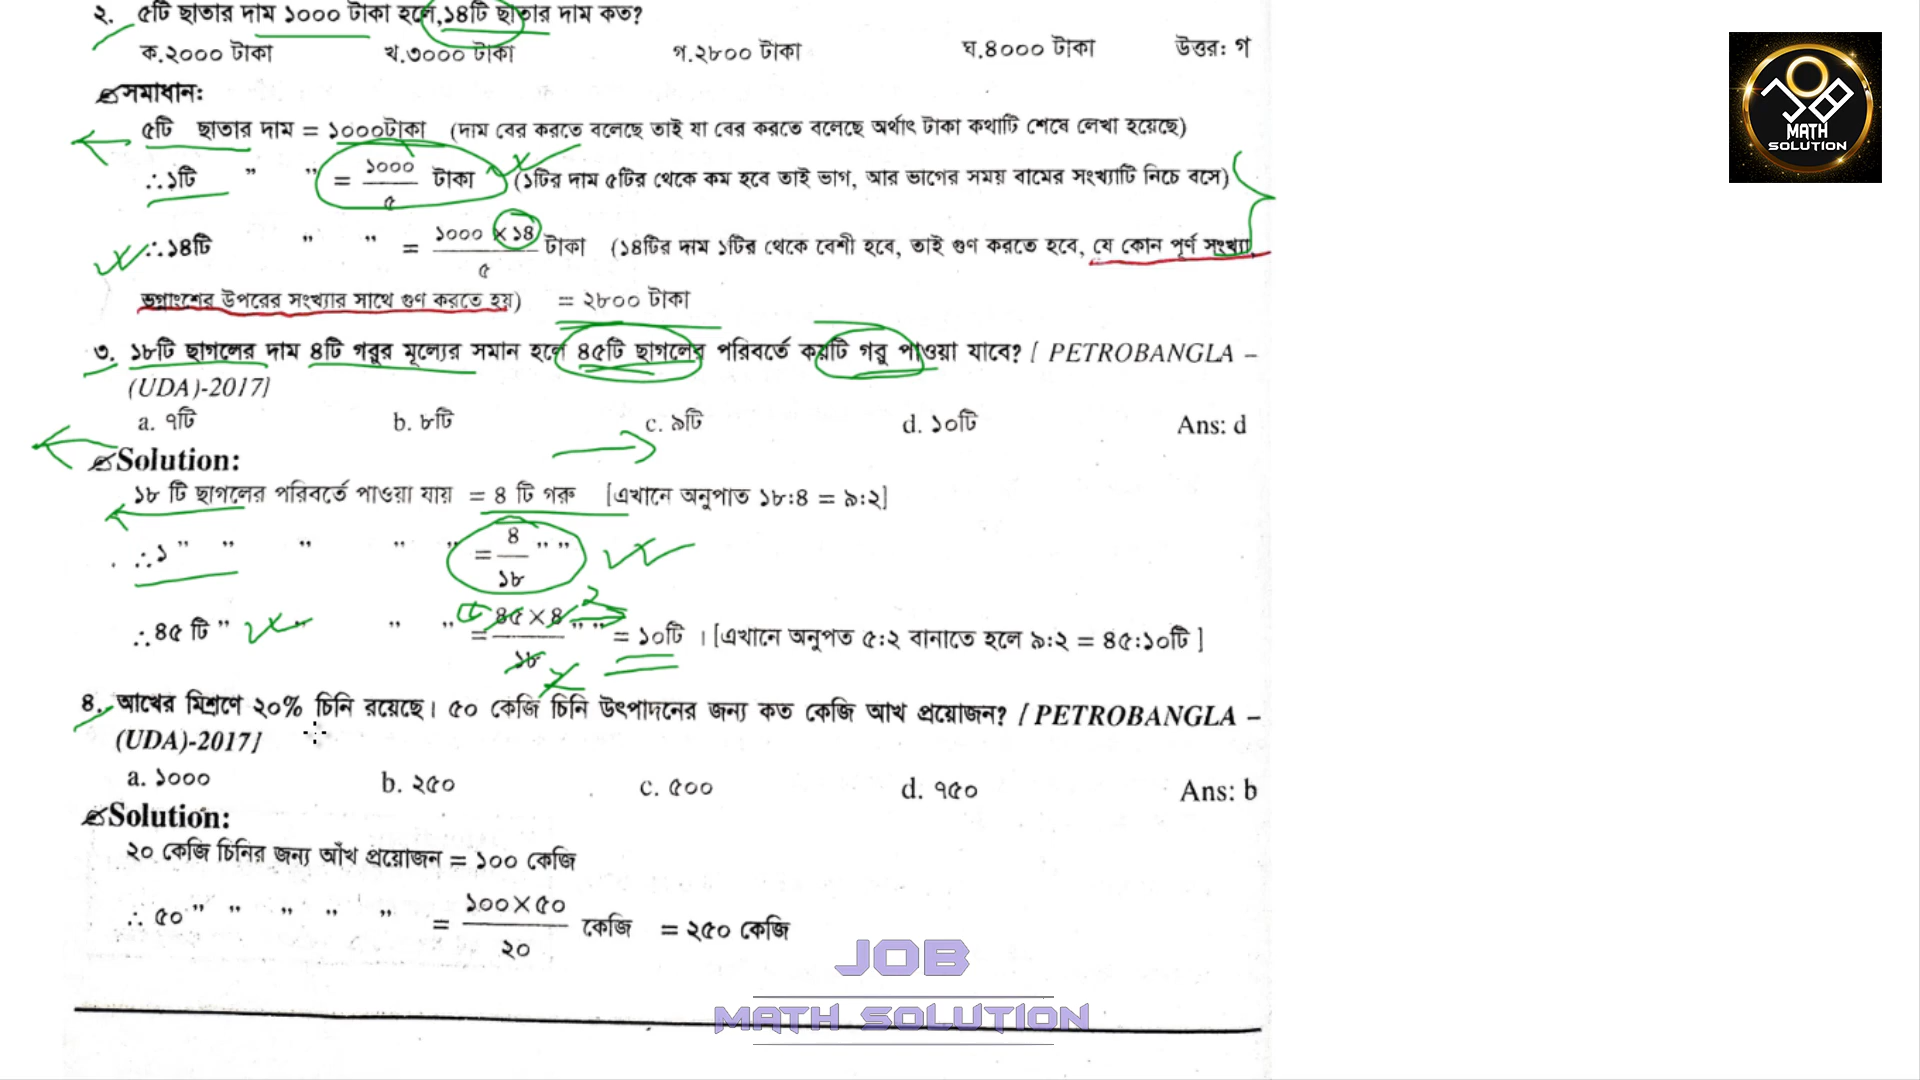 ২. ৫টি ছাতার দাম ১০০০ টাকা হলে,১৪টি ছাতার দাম কত?
ক.২০০০ টাকা খ.৩০০০ টাকা গ.২৮০০ টাকা ঘ.৪০০০ টাকা উত্তর: গ
সমাধান:
৫টি ছাতার দাম = ১০০০টাকা (দাম বের করতে বলেছে তাই যা বের করতে বলেছে অর্থাৎ টাকা কথাটি শেষে লেখা হয়েছে)
∴১টি ” ” = ১০০০/৫ টাকা (১টির দাম ৫টির থেকে কম হবে তাই ভাগ, আর ভাগের সময় বামের সংখ্যাটি নিচে বসে)
∴১৪টি ” ” = ১০০০ × ১৪/৫ টাকা (১৪টির দাম ১টির থেকে বেশী হবে, তাই গুণ করতে হবে, যে কোন পূর্ণ সংখ্যা
ভগ্নাংশের উপরের সংখ্যার সাথে গুণ করতে হয়) = ২৮০০ টাকা
৩. ১৮টি ছাগলের দাম ৪টি গরুর মূল্যের সমান হলে ৪৫টি ছাগলের পরিবর্তে কয়টি গরু পাওয়া যাবে? [ PETROBANGLA –
(UDA)-2017]
a. ৭টি b. ৮টি c. ৯টি d. ১০টি Ans: d
Solution:
১৮ টি ছাগলের পরিবর্তে পাওয়া যায় = ৪ টি গরু [এখানে অনুপাত ১৮:৪ = ৯:২]
∴১ ” ” ” ” ” = ৪/১৮ ” ”
∴৪৫ টি ” ” ” ” = ৪৫ × ৪/১৮ ” ” = ১০টি । [এখানে অনুপত ৫:২ বানাতে হলে ৯:২ = ৪৫:১০টি ]
৫ ২
২
৪. আখের মিশ্রণে ২০% চিনি রয়েছে। ৫০ কেজি চিনি উৎপাদনের জন্য কত কেজি আখ প্রয়োজন? [ PETROBANGLA –
(UDA)-2017]
a. ১০০০ b. ২৫০ c. ৫০০ d. ৭৫০ Ans: b
Solution:
২০ কেজি চিনির জন্য আঁখ প্রয়োজন = ১০০ কেজি
∴ ৫০ ” ” ” ” ” = ১০০×৫০/২০ কেজি = ২৫০ কেজি
JOB
MATH SOLUTION
JOB
MATH
SOLUTION